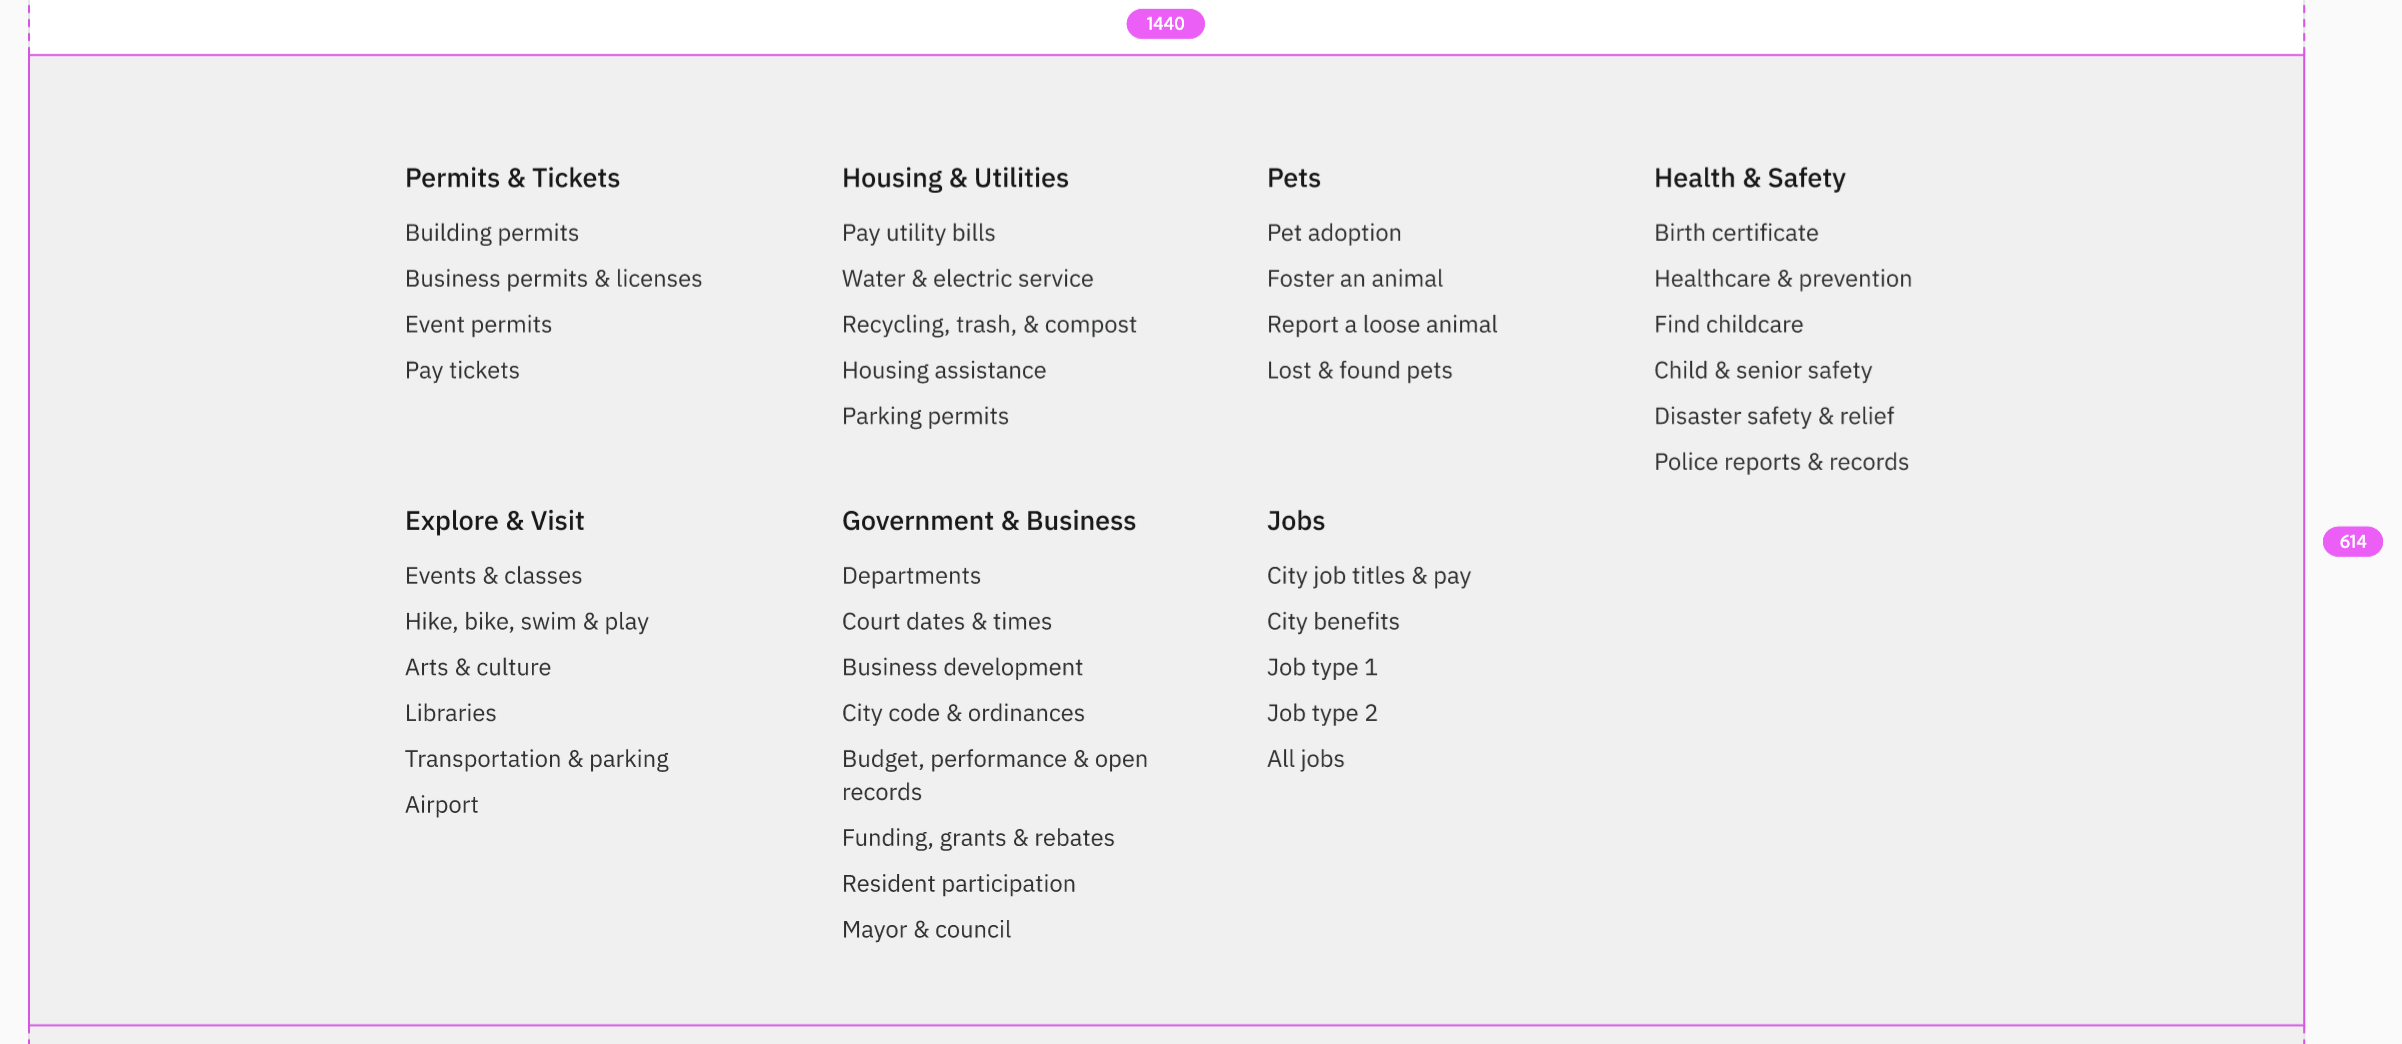 1440
Permits & Tickets
Building permits
Business permits & licenses
Event permits
Pay tickets
Housing & Utilities
Pay utility bills
Water & electric service
Recycling, trash, & compost
Housing assistance
Parking permits
Pets
Pet adoption
Foster an animal
Report a loose animal
Lost & found pets
Health & Safety
Birth certificate
Healthcare & prevention
Find childcare
Child & senior safety
Disaster safety & relief
Police reports & records
Explore & Visit
Events & classes
Hike, bike, swim & play
Arts & culture
Libraries
Transportation & parking
Airport
Government & Business
Departments
Court dates & times
Business development
City code & ordinances
Budget, performance & open
records
Funding, grants & rebates
Resident participation
Mayor & council
Jobs
City job titles & pay
City benefits
Job type 1
Job type 2
All jobs
614